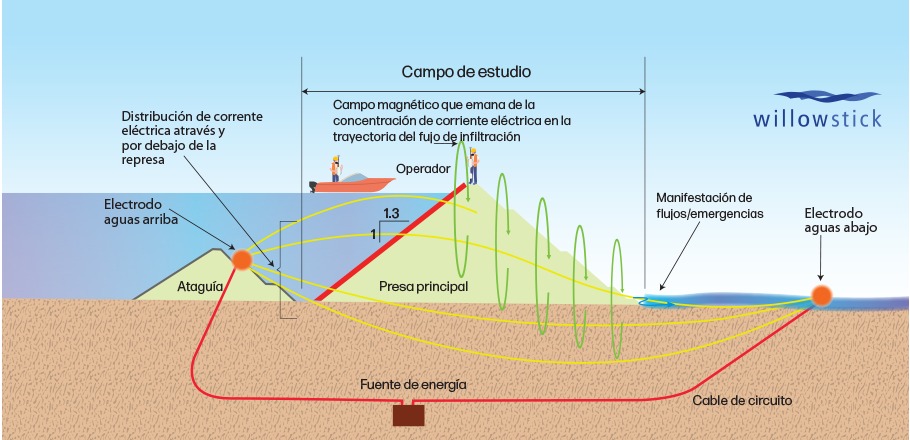 Campo de estudio
Campo magnético que emana de la
concentración de corriente eléctrica en la
trayectoria del fujo de infiltración
willowstick
Distribución de corriente
eléctrica através y
por debajo de la
represa
Operador
Electrodo
aguas arriba
1.3
1
Manifestación de
flujos/emergencias
Electrodo
aguas abajo
Ataguía
Presa principal
Fuente de energía
Cable de circuito